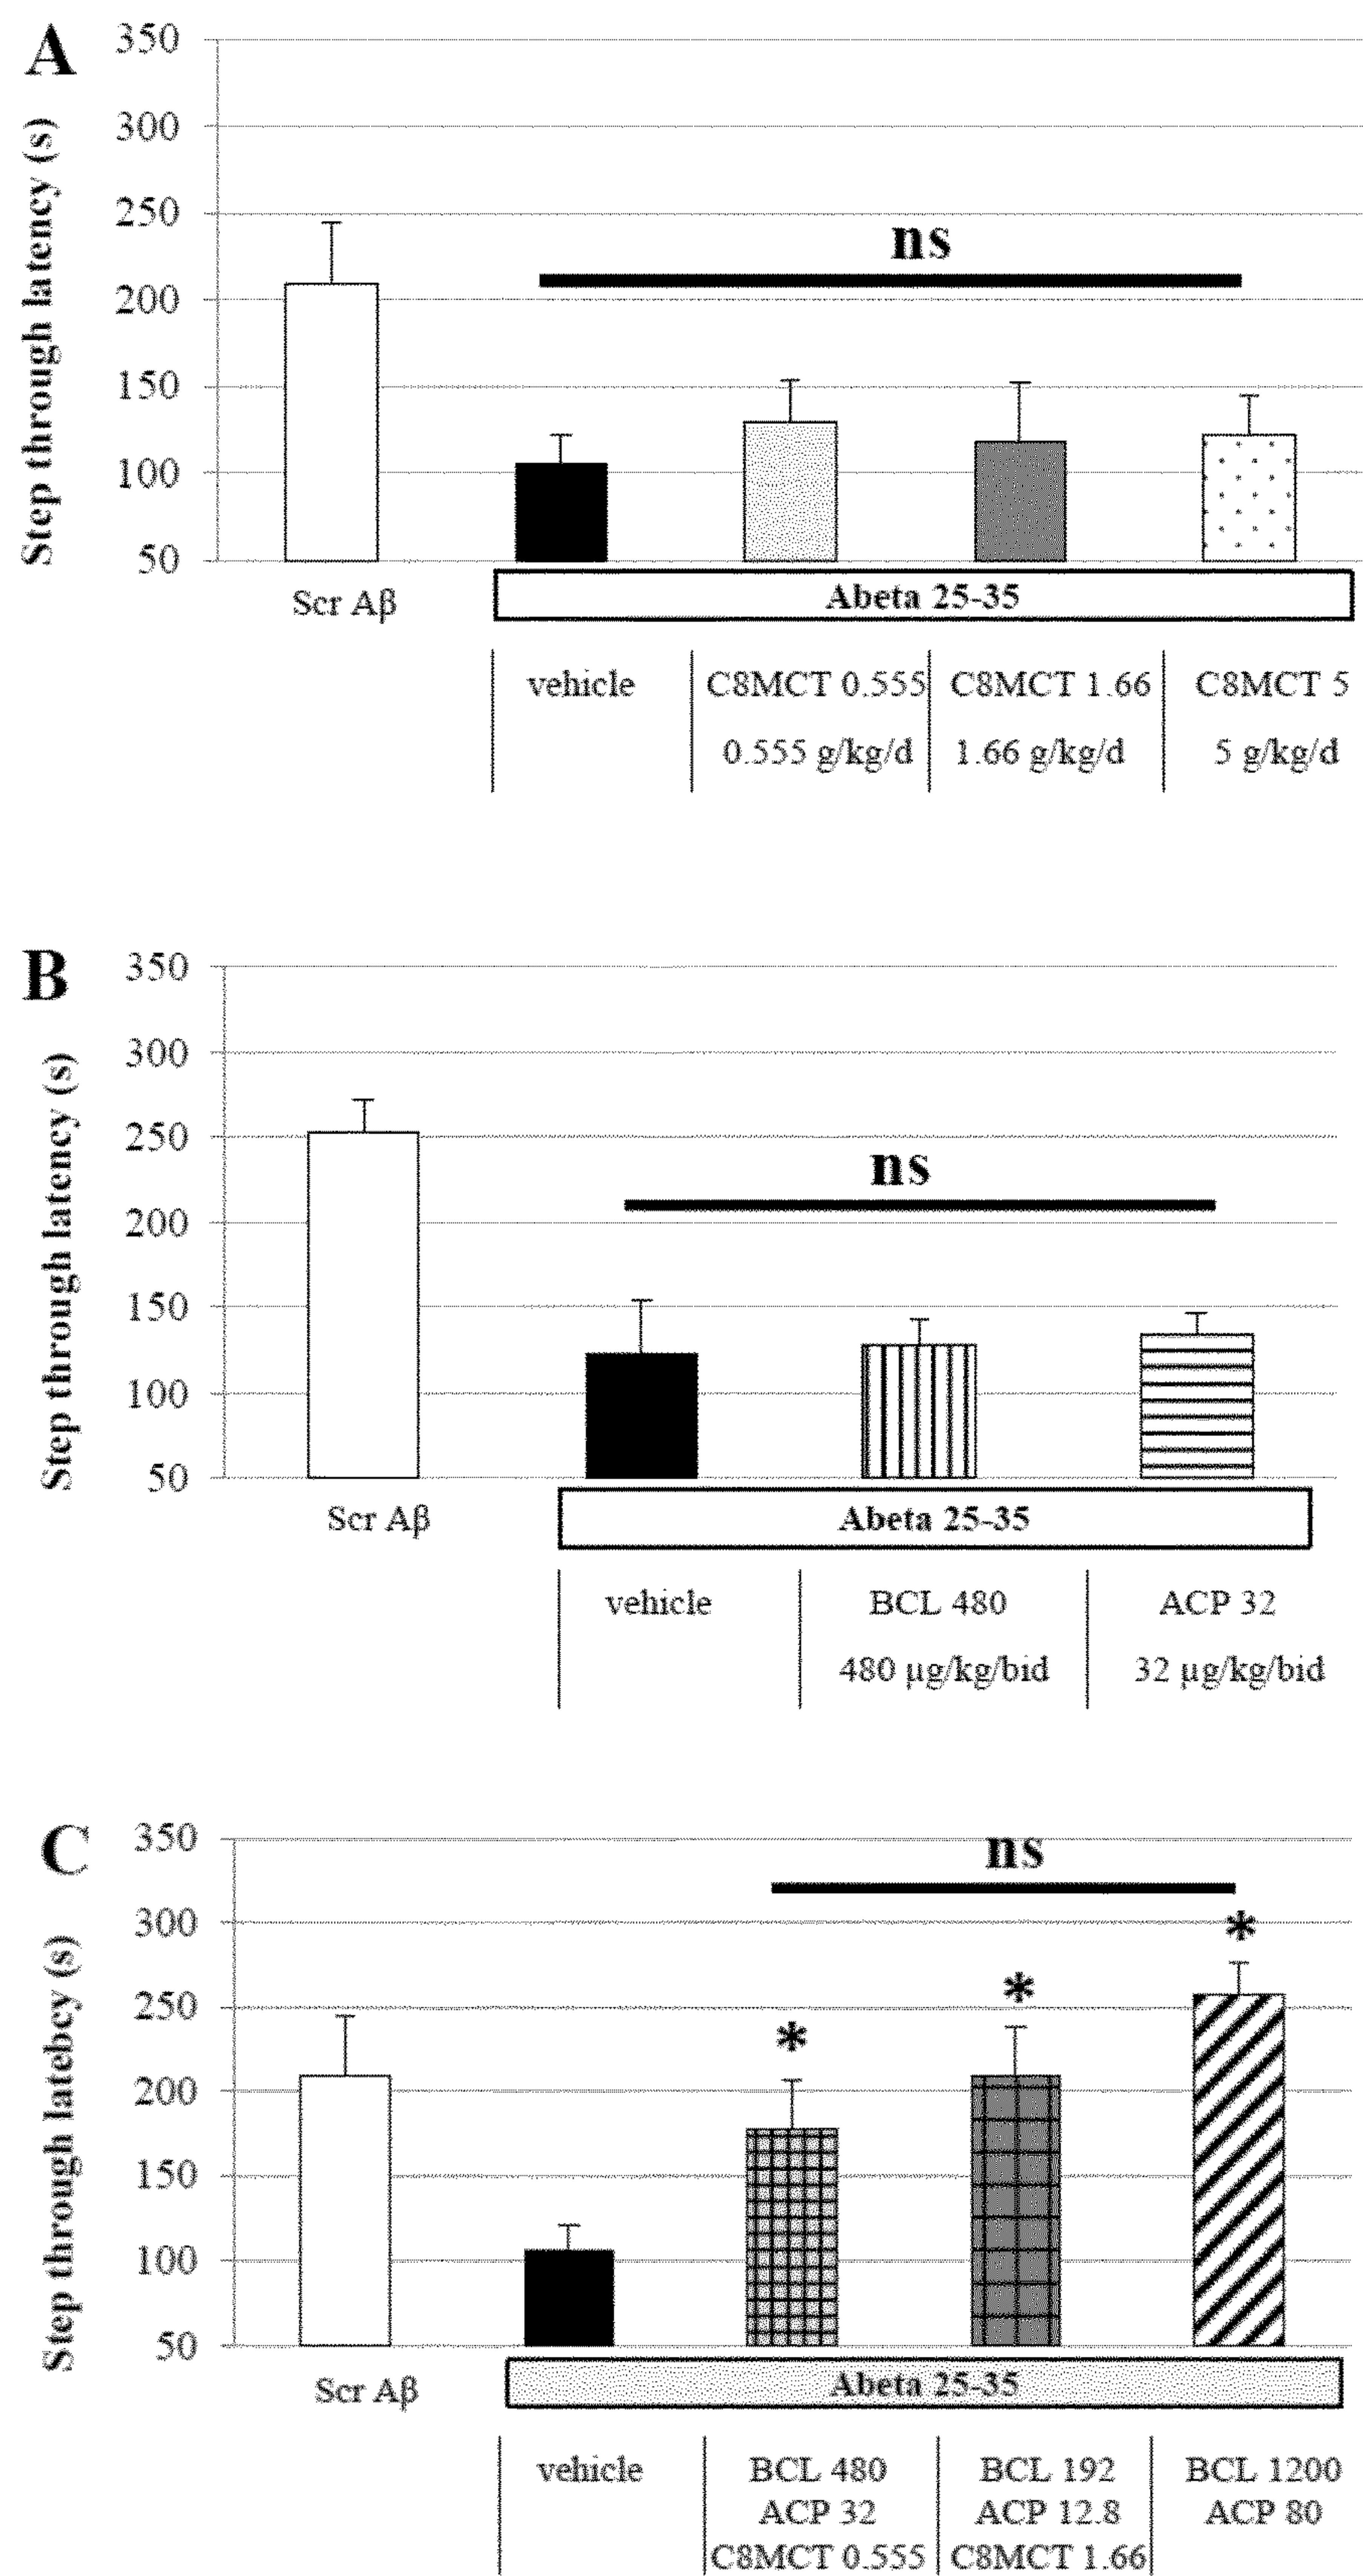 A
350
300
250
200
150
100
50
Step through latency (s)
ns
Scr Aβ
Abeta 25-35
vehicle
C8MCT 0.555
C8MCT 1.66
C8MCT 5
0.555 g/kg/d
1.66 g/kg/d
5 g/kg/d
B
350
300
250
200
150
100
50
Step through latency (s)
ns
Scr Aβ
Abeta 25-35
vehicle
BCL 480
ACP 32
480 µg/kg/bid
32 µg/kg/bid
C
350
300
250
200
150
100
50
Step through latebcy (s)
ns
*
*
*
Scr Aβ
Abeta 25-35
vehicle
BCL 480
ACP 32
C8MCT 0.555
BCL 192
ACP 12.8
C8MCT 1.66
BCL 1200
ACP 80